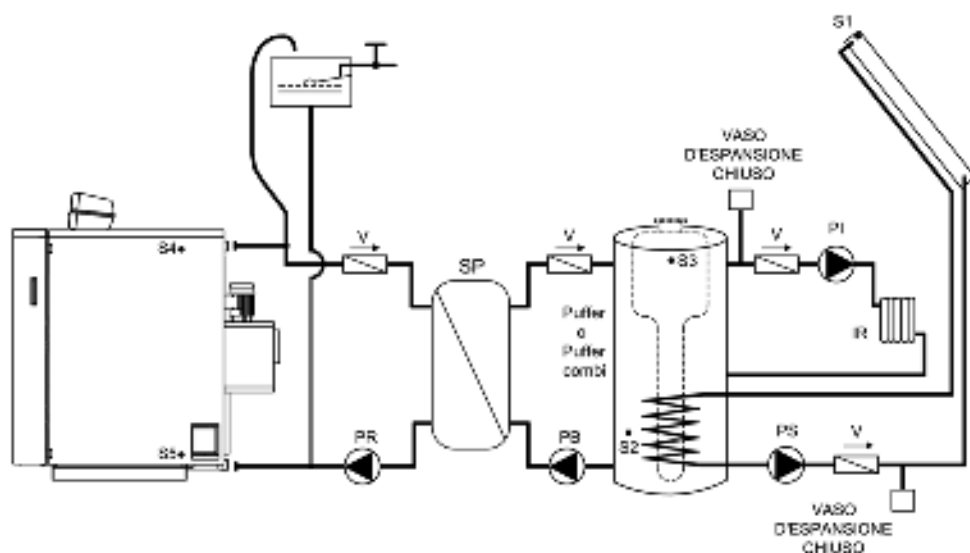 S1
VASO
D'ESPANSIONE
CHIUSO
S4
V
SP
V
S3
V
PI
Puffer
o
Puffer
combi
IR
S5
PR
PB
S2
PS
V
VASO
D'ESPANSIONE
CHIUSO